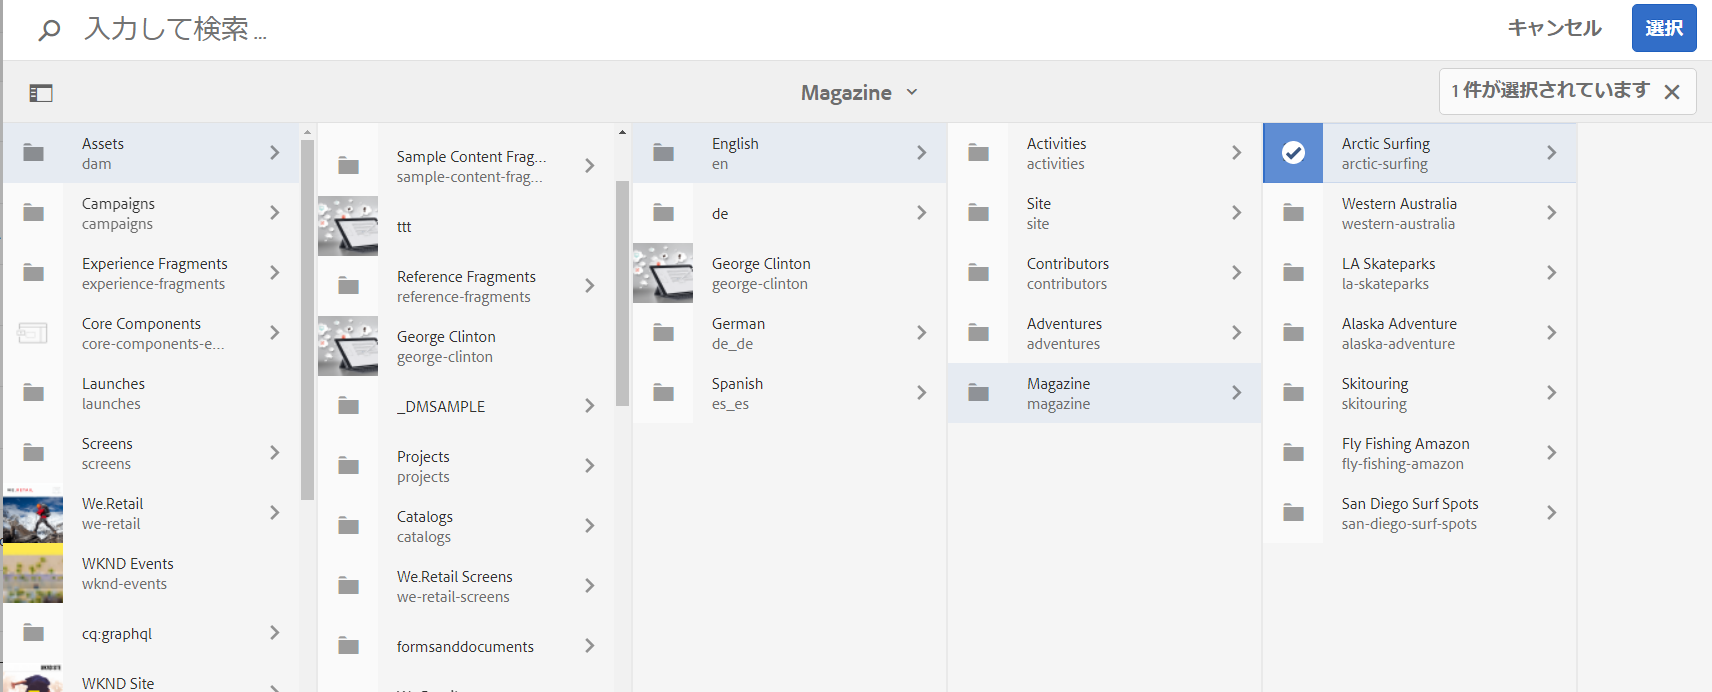 入力して検索...
キャンセル
選択
Magazine
1 件が選択されています
Assets
dam
Campaigns
campaigns
Experience Fragments
experience-fragments
Core Components
core-components-e...
Launches
launches
Screens
screens
We.Retail
we-retail
WKND Events
wknd-events
cq:graphql
WKND Site
Sample Content Frag...
sample-content-frag...
ttt
Reference Fragments
reference-fragments
George Clinton
george-clinton
_DMSAMPLE
Projects
projects
Catalogs
catalogs
We.Retail Screens
we-retail-screens
formsanddocuments
English
en
de
George Clinton
george-clinton
German
de_de
Spanish
es_es
Activities
activities
Site
site
Contributors
contributors
Adventures
adventures
Magazine
magazine
Arctic Surfing
arctic-surfing
Western Australia
western-australia
LA Skateparks
la-skateparks
Alaska Adventure
alaska-adventure
Skitouring
skitouring
Fly Fishing Amazon
fly-fishing-amazon
San Diego Surf Spots
san-diego-surf-spots